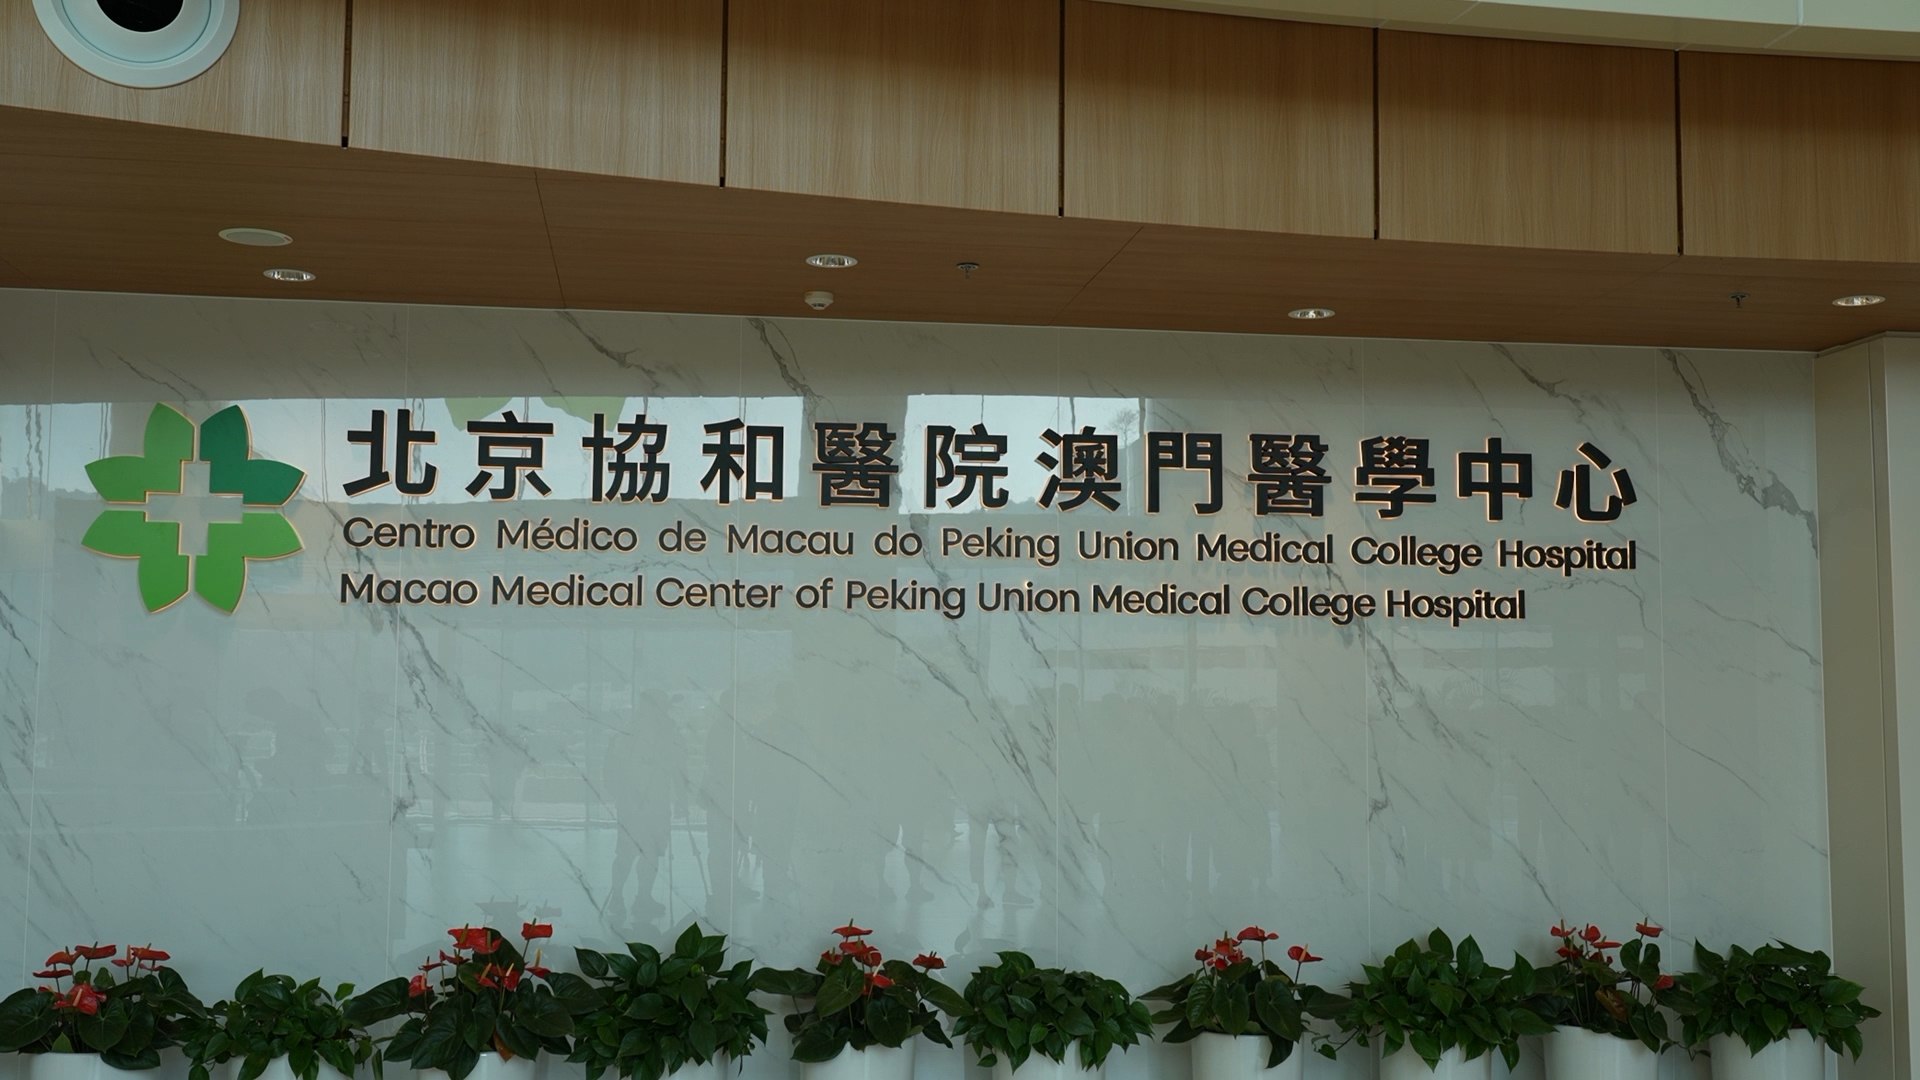 北京協和醫院澳門醫學中心
Centro Médico de Macau do Peking Union Medical College Hospital
Macao Medical Center of Peking Union Medical College Hospital